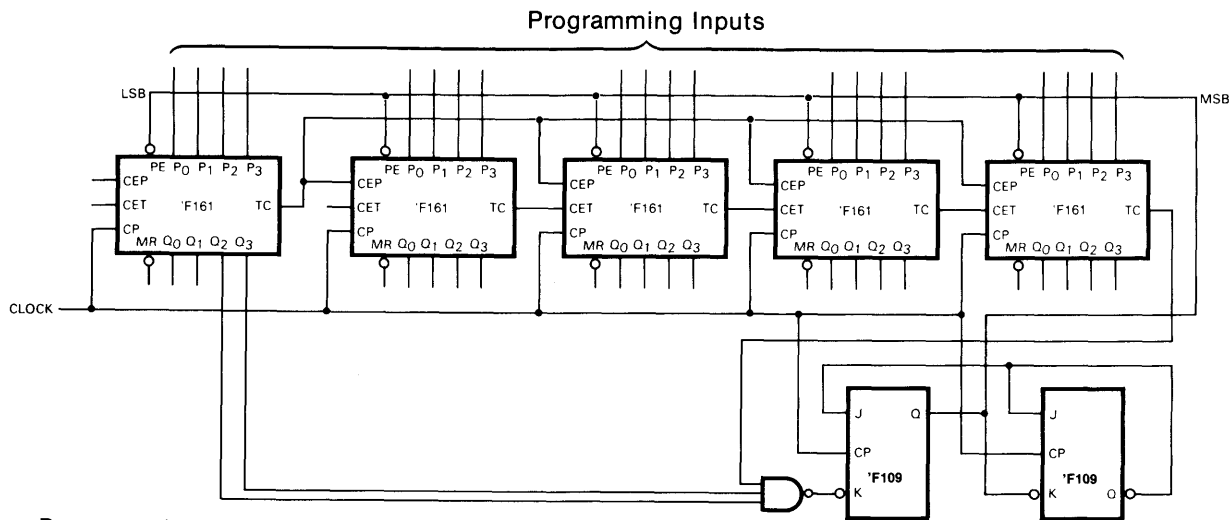 Programming Inputs
LSB
MSB
PE P0 P1 P2 P3
CEP
CET 'F161 TC
CP
MR Q0 Q1 Q2 Q3
PE P0 P1 P2 P3
CEP
CET 'F161 TC
CP
MR Q0 Q1 Q2 Q3
PE P0 P1 P2 P3
CEP
CET 'F161 TC
CP
MR Q0 Q1 Q2 Q3
PE P0 P1 P2 P3
CEP
CET 'F161 TC
CP
MR Q0 Q1 Q2 Q3
PE P0 P1 P2 P3
CEP
CET 'F161 TC
CP
MR Q0 Q1 Q2 Q3
CLOCK
J Q
CP
'F109
K
J
CP
'F109
K Q